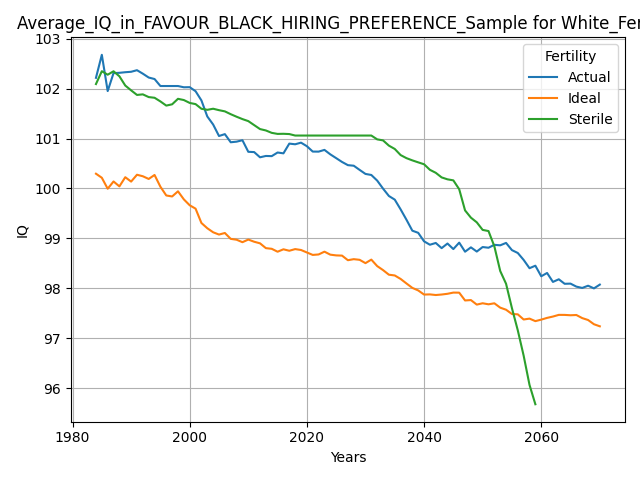 Average_IQ_in_FAVOUR_BLACK_HIRING_PREFERENCE_Sample for White_Fer
103
102
101
100
99
98
97
96
IQ
1980
2000
2020
2040
2060
Years
Fertility
Actual
Ideal
Sterile